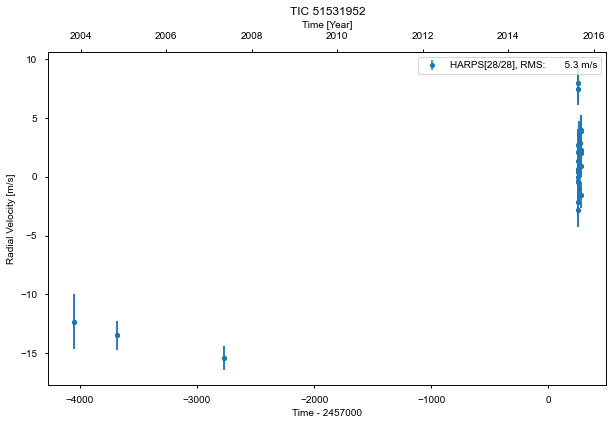 TIC 51531952
Time [Year]
2004 2006 2007 2010 2012 2014 2016
HARPS[28/28], RMS: 5.3 m/s
Radial Velocity [m/s]
10
5
0
−5
−10
−15
−4000 −3000 −2000 −1000 0
Time - 2457000